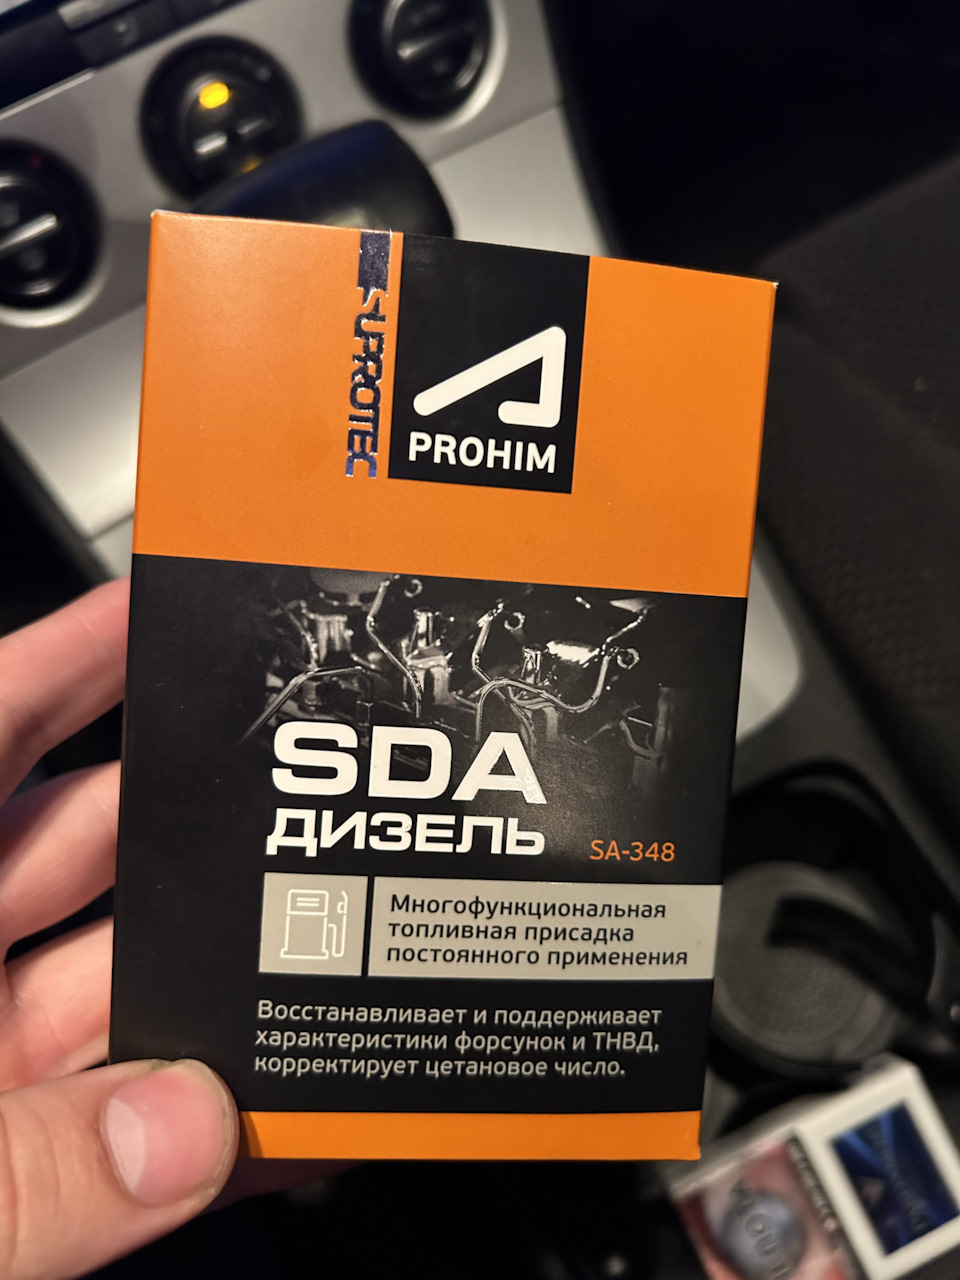 SUPROTEC
PROHIM
SDA
ДИЗЕЛЬ
SA-348
Многофункциональная
топливная присадка
постоянного применения
Восстанавливает и поддерживает
характеристики форсунок и ТНВД,
корректирует цетановое число.